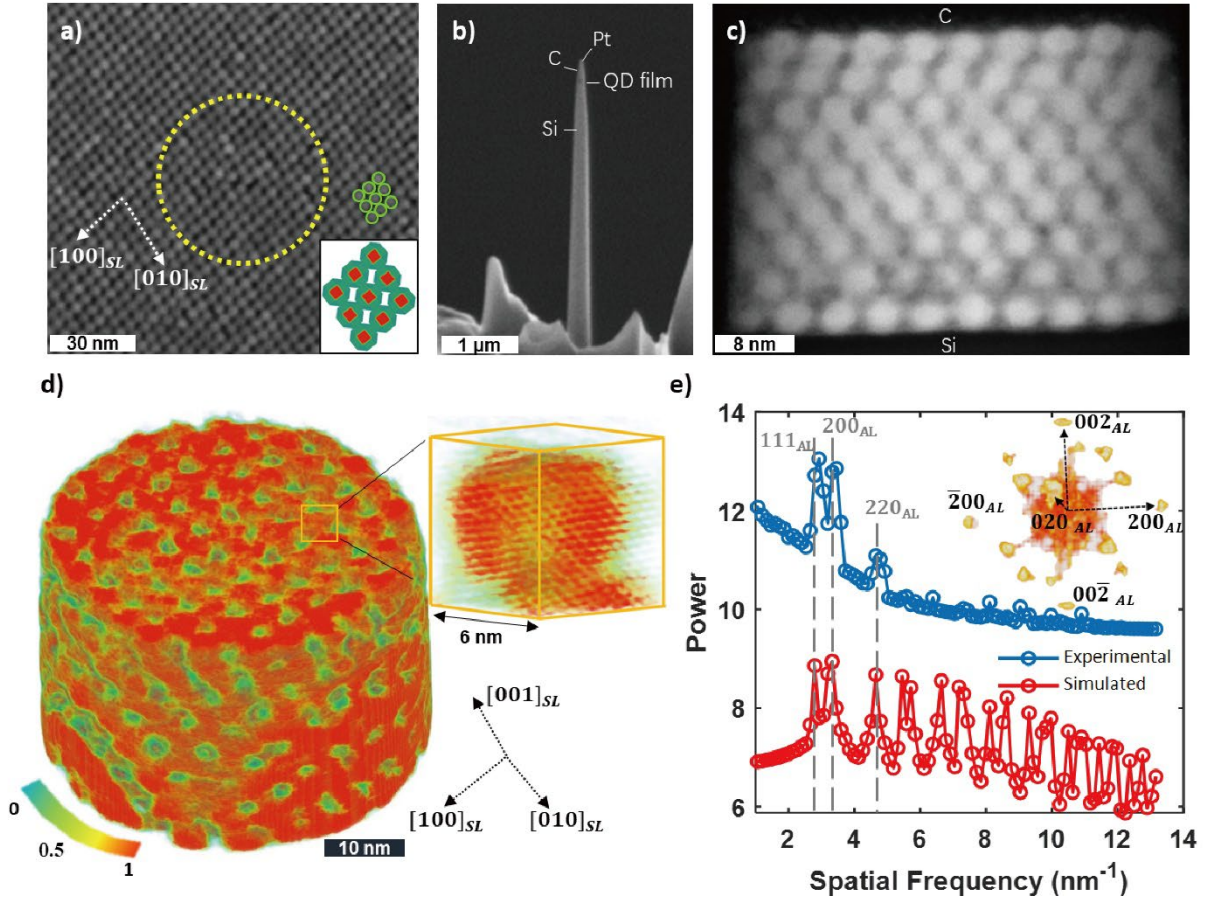 a)
[100]SL
[010]SL
30 nm
b)
Pt
C
QD film
Si
1 µm
c)
C
8 nm
Si
d)
6 nm
[001]SL
[100]SL
[010]SL
0
0.5
1
10 nm
e)
14
12
10
8
6
Power
111AL
200AL
220AL
002AL
2̅00AL
020 AL
200AL
002̅ AL
Experimental
Simulated
2 4 6 8 10 12 14
Spatial Frequency (nm⁻¹)